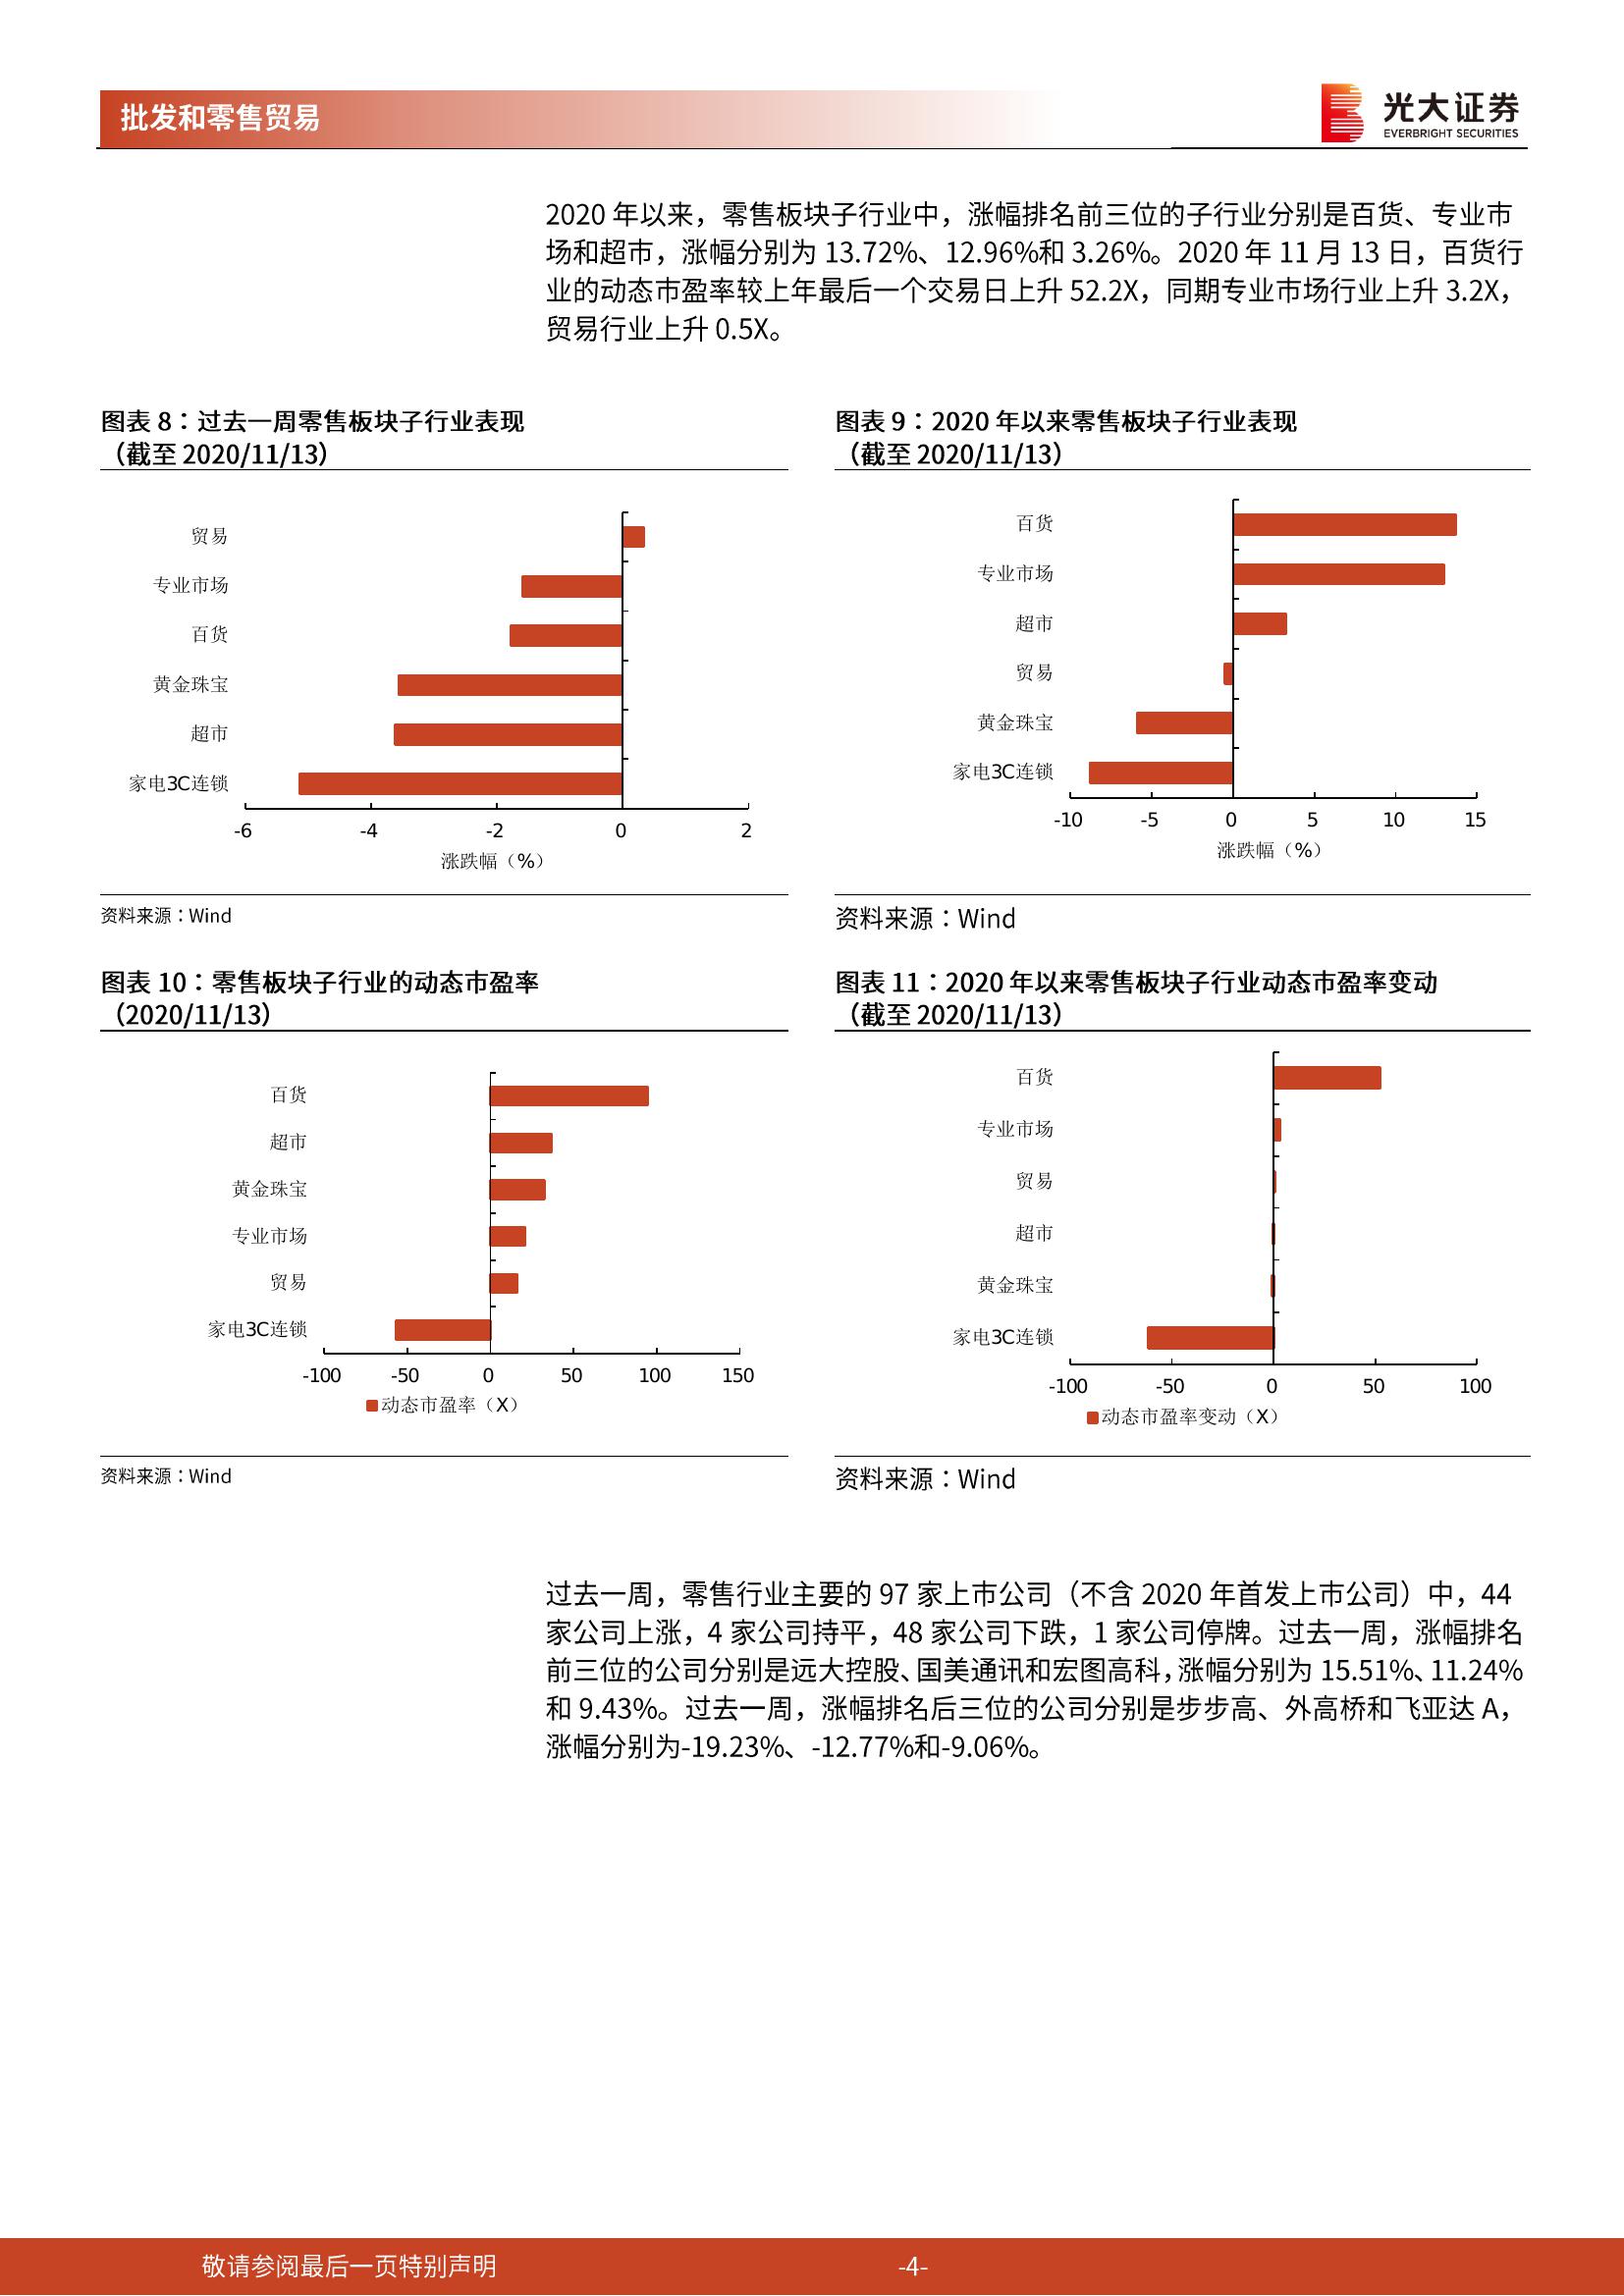 批发和零售贸易
光大证券
EVERBRIGHT SECURITIES
2020 年以来，零售板块子行业中，涨幅排名前三位的子行业分别是百货、专业市
场和超市，涨幅分别为 13.72%、12.96%和 3.26%。2020 年 11 月 13 日，百货行
业的动态市盈率较上年最后一个交易日上升 52.2X，同期专业市场行业上升 3.2X，
贸易行业上升 0.5X。
图表 8：过去一周零售板块子行业表现
（截至 2020/11/13）
贸易
专业市场
百货
黄金珠宝
超市
家电3C连锁
-6 -4 -2 0 2
涨跌幅（%）
资料来源：Wind
图表 9：2020 年以来零售板块子行业表现
（截至 2020/11/13）
百货
专业市场
超市
贸易
黄金珠宝
家电3C连锁
-10 -5 0 5 10 15
涨跌幅（%）
资料来源：Wind
图表 10：零售板块子行业的动态市盈率
（2020/11/13）
百货
超市
黄金珠宝
专业市场
贸易
家电3C连锁
-100 -50 0 50 100 150
动态市盈率（X）
资料来源：Wind
图表 11：2020 年以来零售板块子行业动态市盈率变动
（截至 2020/11/13）
百货
专业市场
贸易
超市
黄金珠宝
家电3C连锁
-100 -50 0 50 100
动态市盈率变动（X）
资料来源：Wind
过去一周，零售行业主要的 97 家上市公司（不含 2020 年首发上市公司）中，44
家公司上涨，4 家公司持平，48 家公司下跌，1 家公司停牌。过去一周，涨幅排名
前三位的公司分别是远大控股、国美通讯和宏图高科，涨幅分别为 15.51%、11.24%
和 9.43%。过去一周，涨幅排名后三位的公司分别是步步高、外高桥和飞亚达 A，
涨幅分别为-19.23%、-12.77%和-9.06%。
敬请参阅最后一页特别声明
-4-